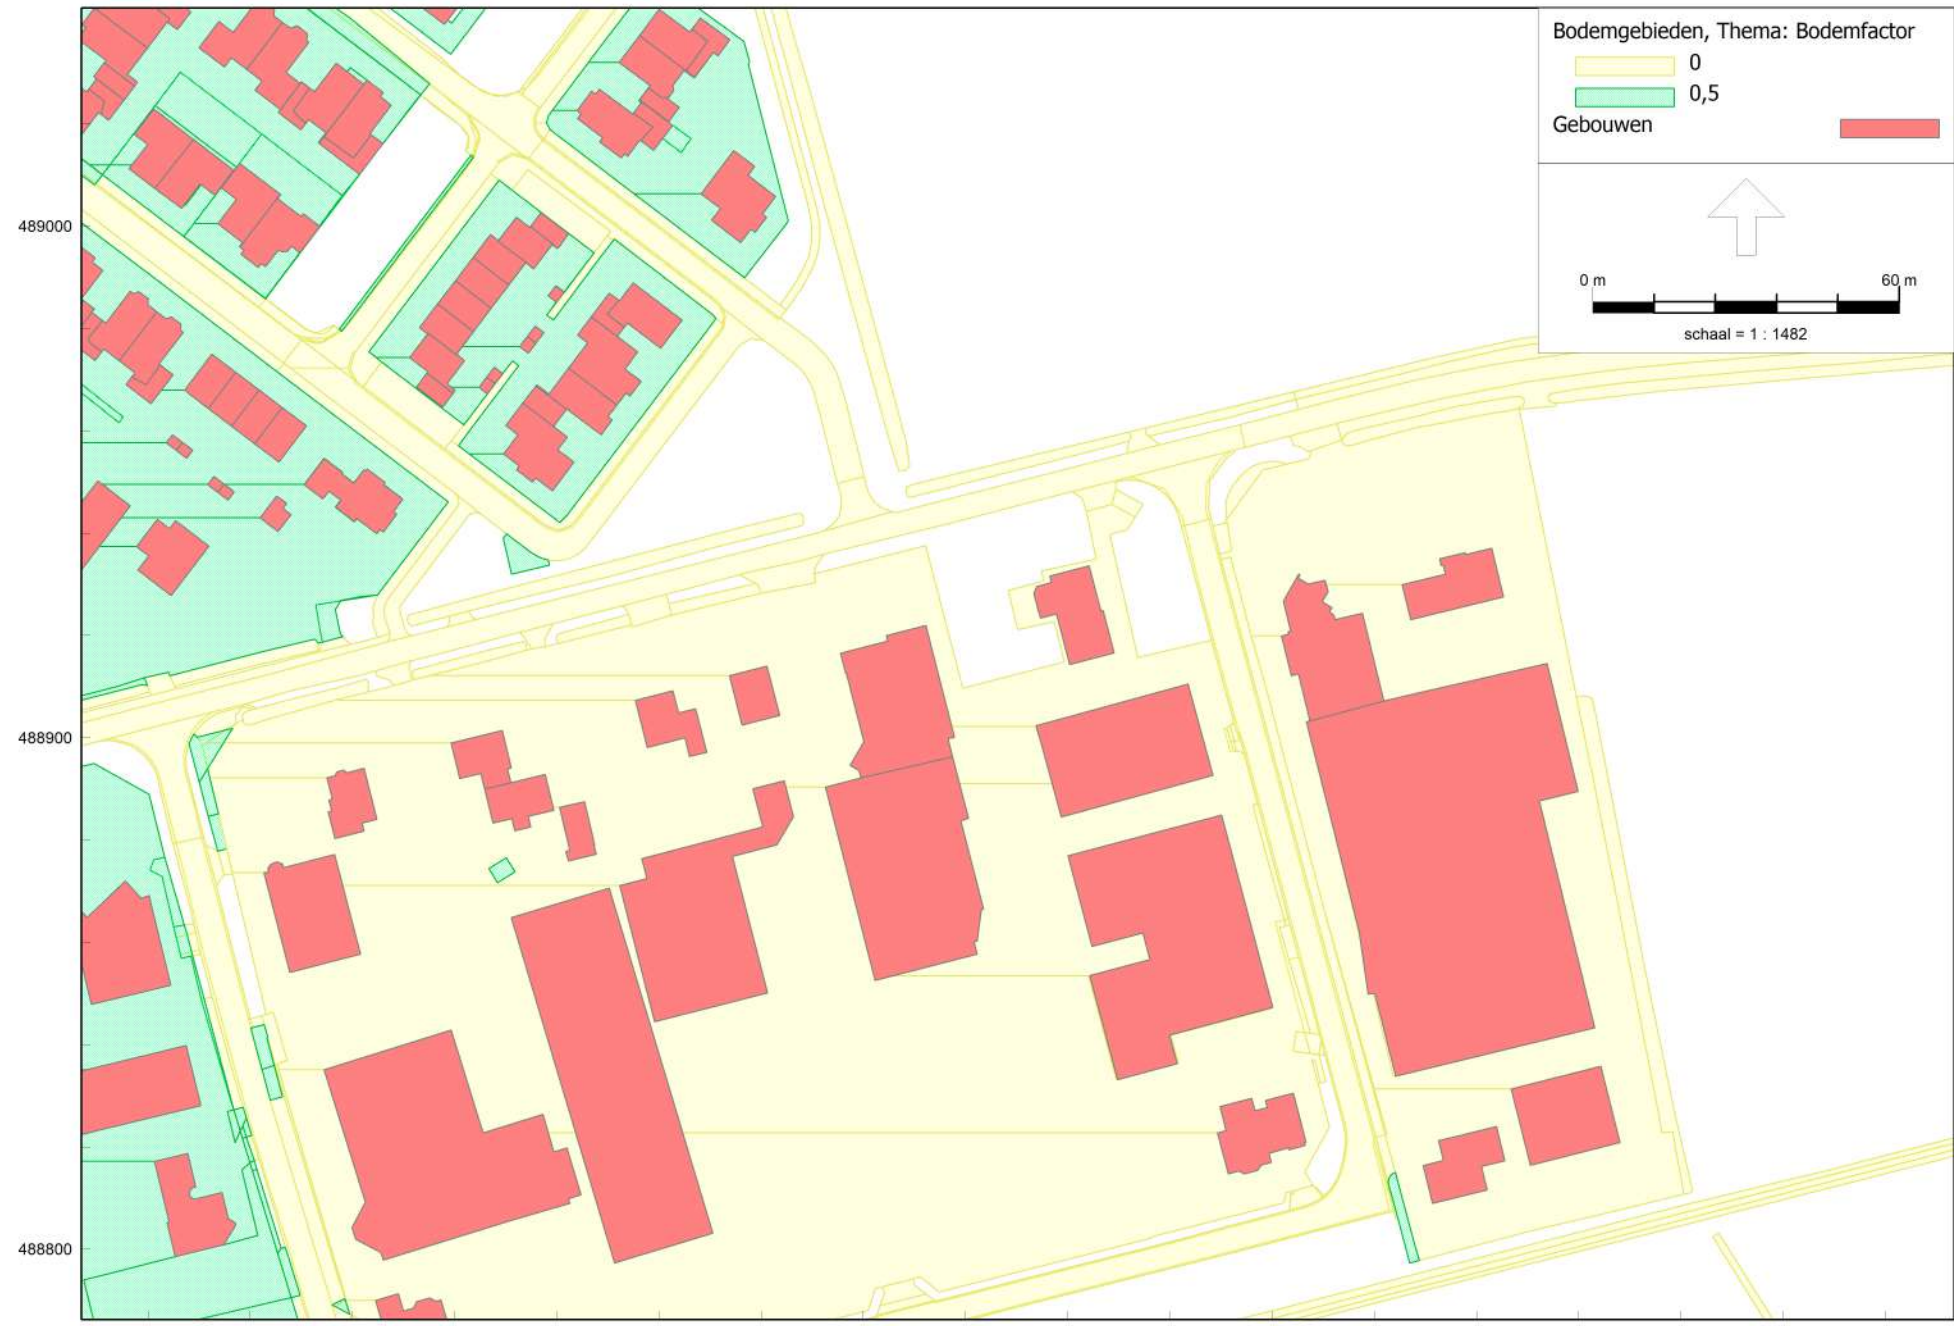 Bodemgebieden, Thema: Bodemfactor
0
0,5
Gebouwen
0 m 60 m
schaal = 1 : 1482
489000
488900
488800